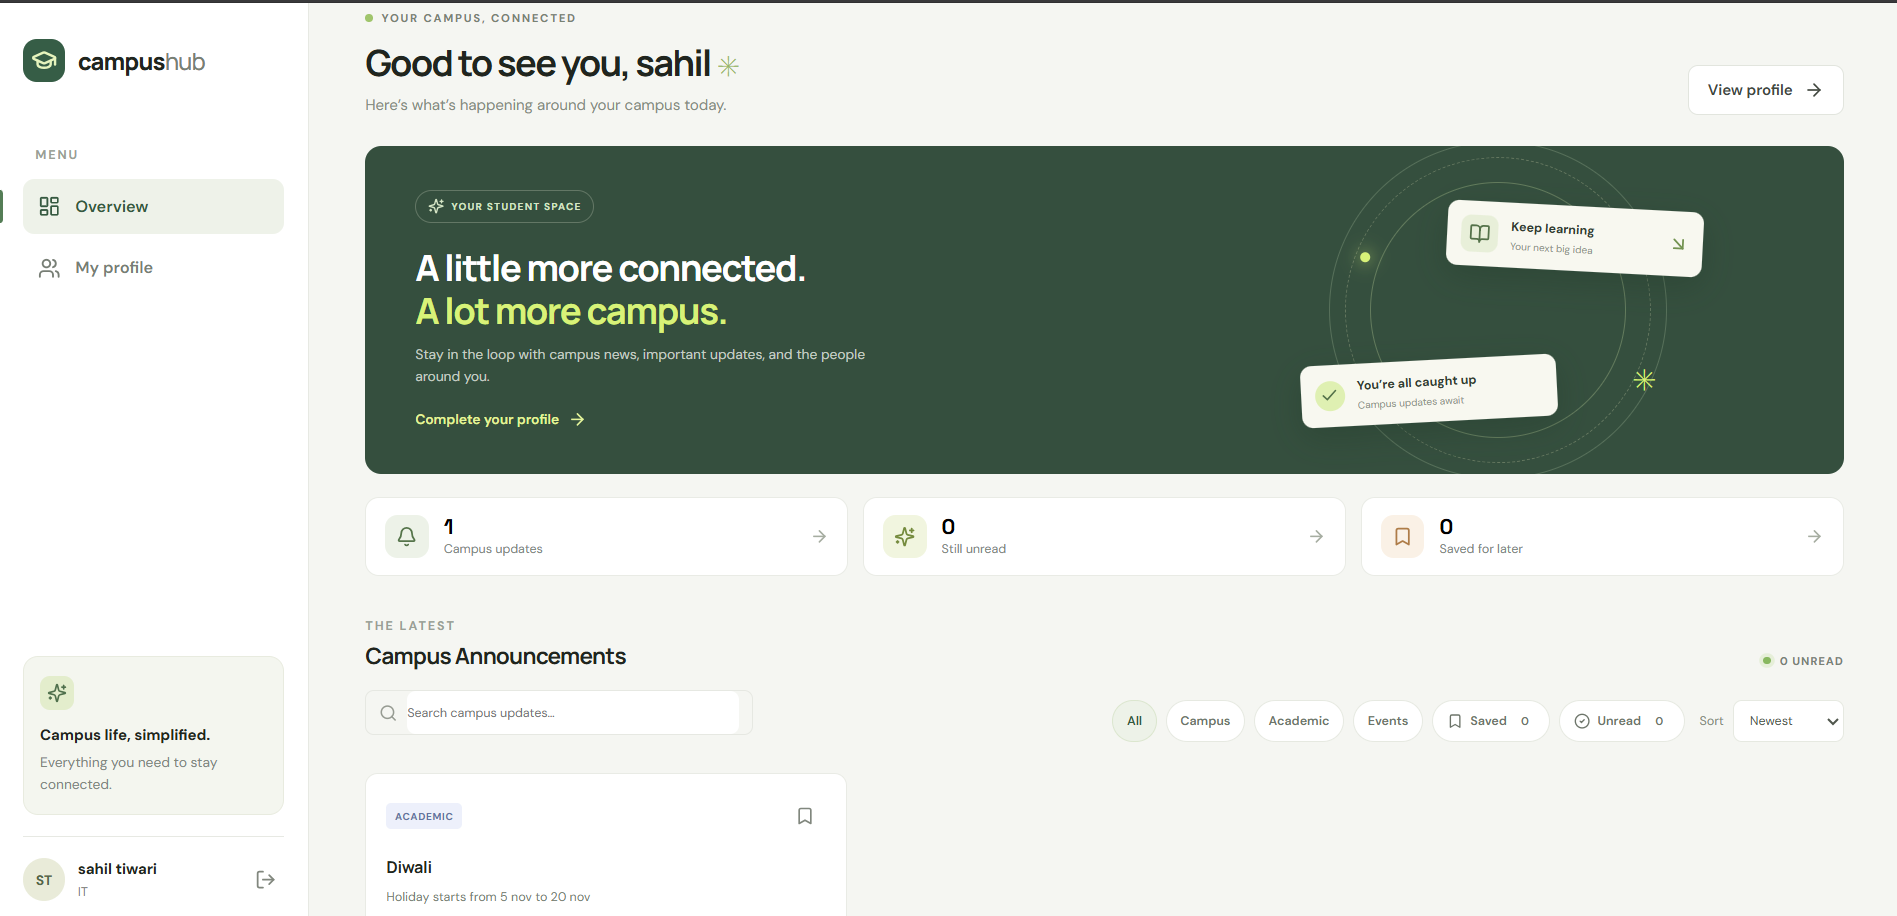 campushub
MENU
Overview
My profile
Campus life, simplified.
Everything you need to stay
connected.
ST
sahil tiwari
IT
YOUR CAMPUS, CONNECTED
Good to see you, sahil
Here's what's happening around your campus today.
View profile
YOUR STUDENT SPACE
A little more connected.
A lot more campus.
Stay in the loop with campus news, important updates, and the people
around you.
Complete your profile
Keep learning
Your next big idea
You're all caught up
Campus updates await
1
Campus updates
0
Still unread
0
Saved for later
THE LATEST
Campus Announcements
0 UNREAD
Search campus updates...
All
Campus
Academic
Events
Saved 0
Unread 0
Sort
Newest
ACADEMIC
Diwali
Holiday starts from 5 nov to 20 nov